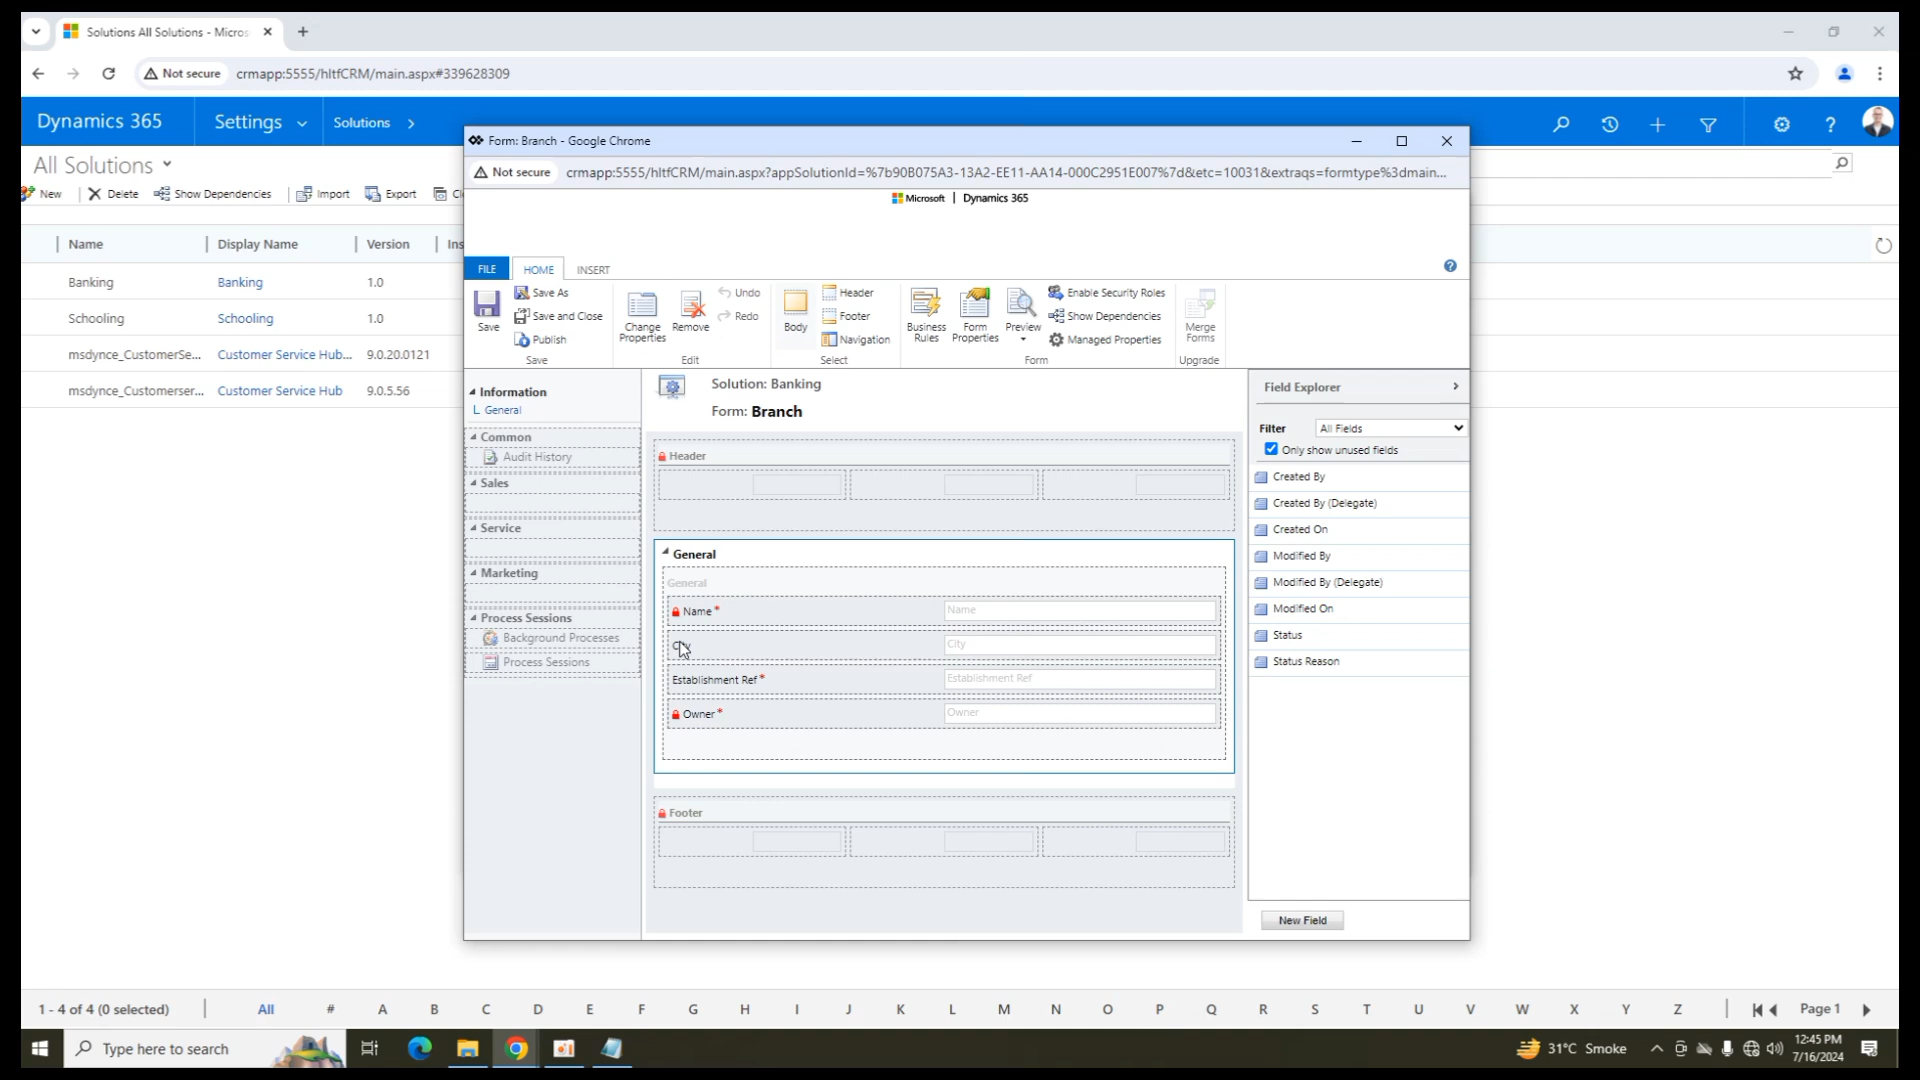 Solutions All Solutions - Micros
Not secure crmapp:5555/hltfCRM/main.aspx#339628309
Dynamics 365 Settings Solutions
All Solutions
New Delete Show Dependencies Import Export
Name Display Name Version
Banking Banking 1.0
Schooling Schooling 1.0
msdynce_CustomerSe... Customer Service Hub... 9.0.20.0121
msdynce_Customerser... Customer Service Hub 9.0.5.56
Form: Branch - Google Chrome
Not secure crmapp:5555/hltfCRM/main.aspx?appSolutionId=%7b90B075A3-13A2-EE11-AA14-000C2951E007%7d&etc=10031&extraqs=formtype%3dmain...
Microsoft | Dynamics 365
FILE HOME INSERT
Save
Save As
Save and Close
Publish
Save
Change Properties
Remove
Undo
Redo
Edit
Body
Header
Footer
Navigation
Select
Business Rules
Form Properties
Preview
Enable Security Roles
Show Dependencies
Managed Properties
Form
Merge Forms
Upgrade
Information
General
Common
Audit History
Sales
Service
Marketing
Process Sessions
Background Processes
Process Sessions
Solution: Banking
Form: Branch
Header
General
General
Name * Name
City
Establishment Ref * Establishment Ref
Owner * Owner
Footer
Field Explorer
Filter All Fields
Only show unused fields
Created By
Created By (Delegate)
Created On
Modified By
Modified By (Delegate)
Modified On
Status
Status Reason
New Field
1 - 4 of 4 (0 selected) All # A B C D E F G H I J K L M N O P Q R S T U V W X Y Z Page 1
Type here to search
31°C Smoke
12:45 PM
7/16/2024